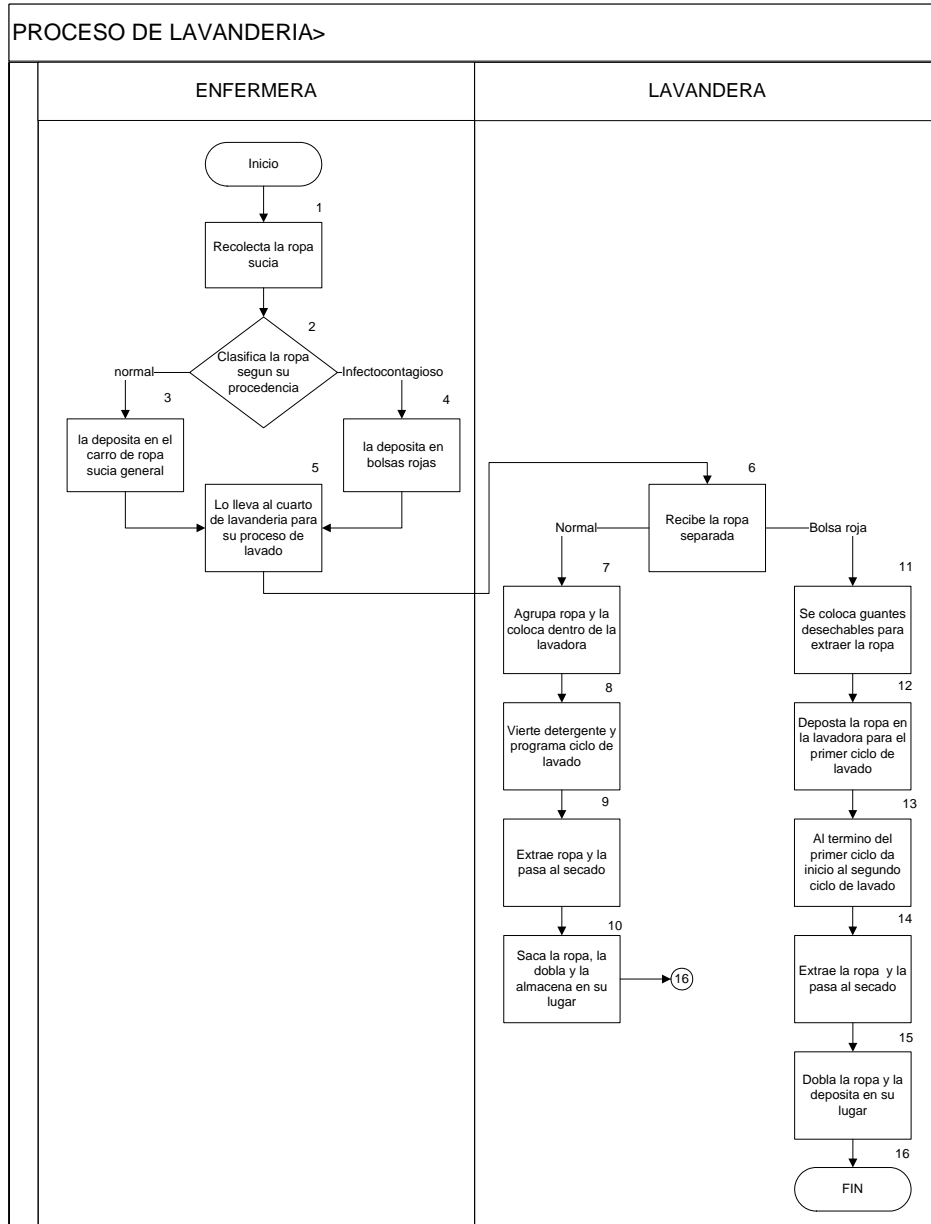 PROCESO DE LAVANDERIA>
ENFERMERA
LAVANDERA
Inicio
1
Recolecta la ropa
sucia
2
Clasifica la ropa
segun su
procedencia
normal
Infectocontagioso
3
la deposita en el
carro de ropa
sucia general
4
la deposita en
bolsas rojas
5
Lo lleva al cuarto
de lavanderia para
su proceso de
lavado
6
Recibe la ropa
separada
Normal
Bolsa roja
7
Agrupa ropa y la
coloca dentro de la
lavadora
8
Vierte detergente y
programa ciclo de
lavado
9
Extrae ropa y la
pasa al secado
10
Saca la ropa, la
dobla y la
almacena en su
lugar
16
11
Se coloca guantes
desechables para
extraer la ropa
12
Deposta la ropa en
la lavadora para el
primer ciclo de
lavado
13
Al termino del
primer ciclo da
inicio al segundo
ciclo de lavado
14
Extrae la ropa y la
pasa al secado
15
Dobla la ropa y la
deposita en su
lugar
16
FIN